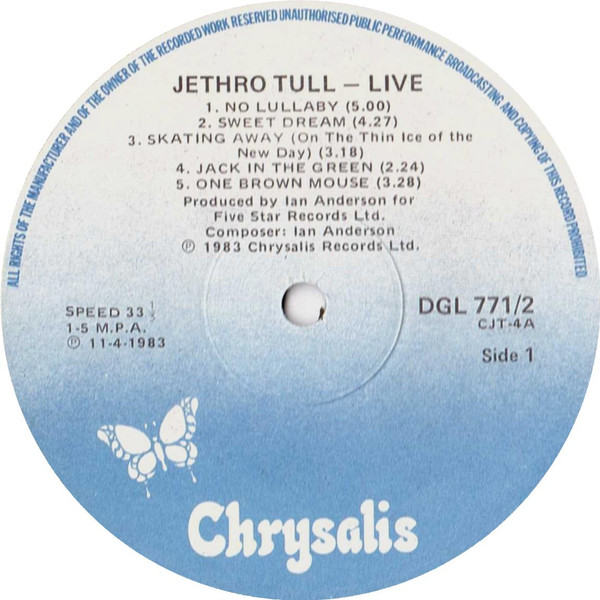 ALL RIGHTS OF THE MANUFACTURER AND OF THE OWNER OF THE RECORDED WORK RESERVED UNAUTHORISED PUBLIC PERFORMANCE BROADCASTING AND COPYING OF THIS RECORD PROHIBITED
JETHRO TULL — LIVE
1. NO LULLABY (5.00)
2. SWEET DREAM (4.27)
3. SKATING AWAY (On The Thin Ice of the
New Day) (3.18)
4. JACK IN THE GREEN (2.24)
5. ONE BROWN MOUSE (3.28)
Produced by Ian Anderson for
Five Star Records Ltd.
Composer: Ian Anderson
℗ 1983 Chrysalis Records Ltd.
SPEED 33 ⅓
1-5 M.P.A.
℗ 11-4-1983
DGL 771/2
CJT-4A
Side 1
Chrysalis